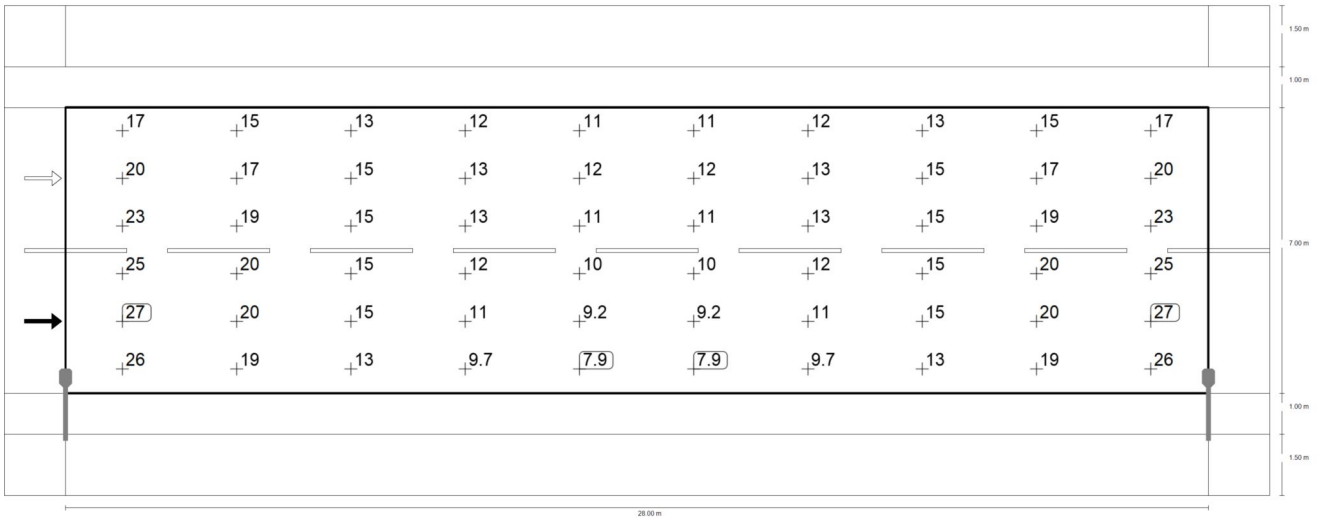 1.50 m
1.00 m
17 15 13 12 11 11 12 13 15 17
20 17 15 13 12 12 13 15 17 20
23 19 15 13 11 11 13 15 19 23
7.00 m
25 20 15 12 10 10 12 15 20 25
27 20 15 11 9.2 9.2 11 15 20 27
26 19 13 9.7 7.9 7.9 9.7 13 19 26
1.00 m
1.50 m
28.00 m